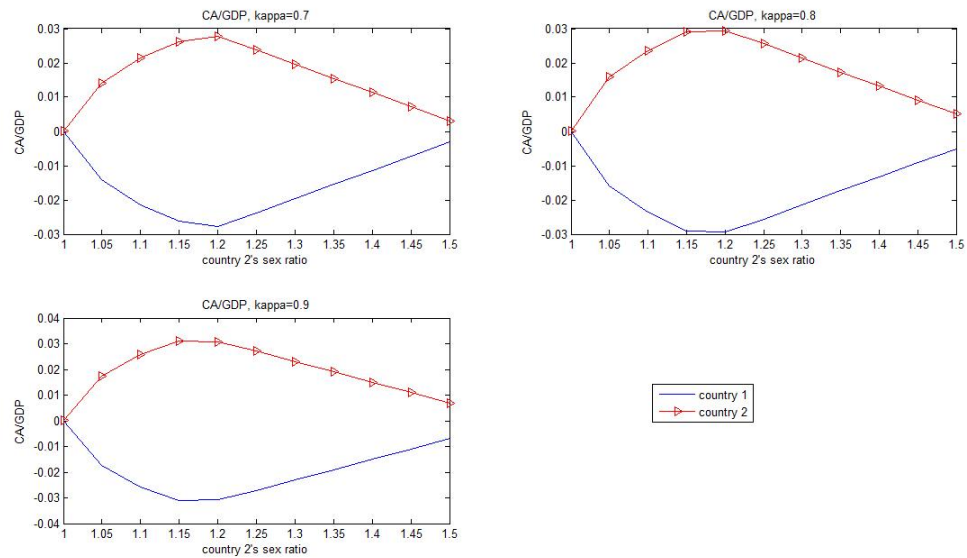 CA/GDP, kappa=0.7
0.03
0.02
0.01
0
-0.01
-0.02
-0.03
CA/GDP
1 1.05 1.1 1.15 1.2 1.25 1.3 1.35 1.4 1.45 1.5
country 2's sex ratio
CA/GDP, kappa=0.8
0.03
0.02
0.01
0
-0.01
-0.02
-0.03
CA/GDP
1 1.05 1.1 1.15 1.2 1.25 1.3 1.35 1.4 1.45 1.5
country 2's sex ratio
CA/GDP, kappa=0.9
0.04
0.03
0.02
0.01
0
-0.01
-0.02
-0.03
-0.04
CA/GDP
1 1.05 1.1 1.15 1.2 1.25 1.3 1.35 1.4 1.45 1.5
country 2's sex ratio
country 1
country 2